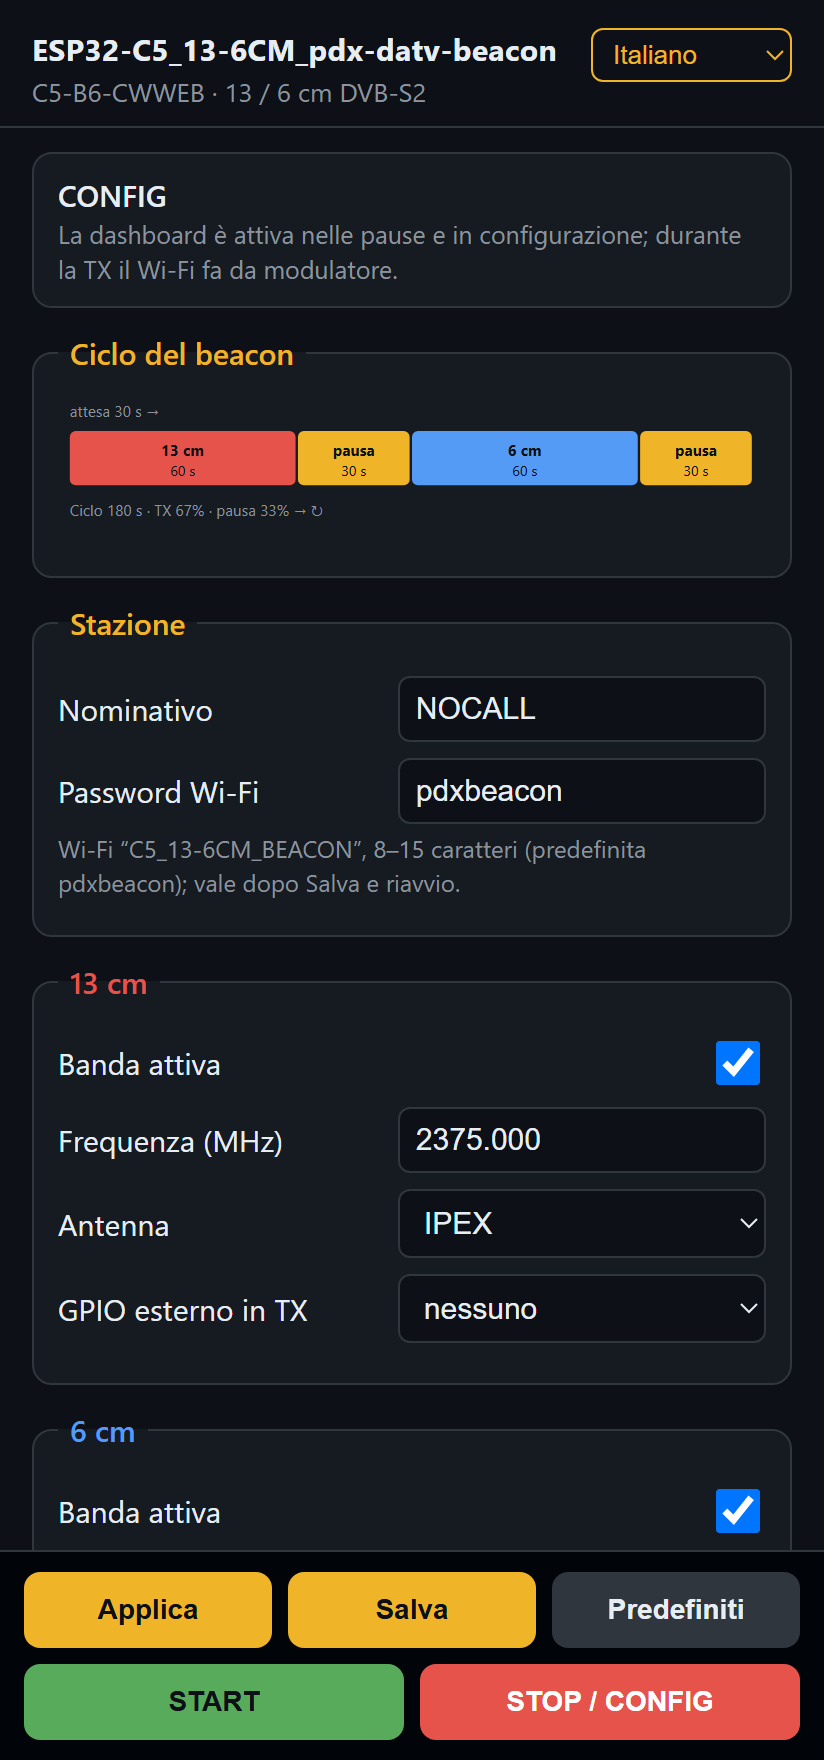 ESP32-C5_13-6CM_pdx-datv-beacon
Italiano
C5-B6-CWWEB · 13 / 6 cm DVB-S2
CONFIG
La dashboard è attiva nelle pause e in configurazione; durante
la TX il Wi-Fi fa da modulatore.
Ciclo del beacon
attesa 30 s →
13 cm
60 s
pausa
30 s
6 cm
60 s
pausa
30 s
Ciclo 180 s · TX 67% · pausa 33% → ↻
Stazione
Nominativo
NOCALL
Password Wi-Fi
pdxbeacon
Wi-Fi “C5_13-6CM_BEACON”, 8–15 caratteri (predefinita
pdxbeacon); vale dopo Salva e riavvio.
13 cm
Banda attiva
Frequenza (MHz)
2375.000
Antenna
IPEX
GPIO esterno in TX
nessuno
6 cm
Banda attiva
Applica
Salva
Predefiniti
START
STOP / CONFIG